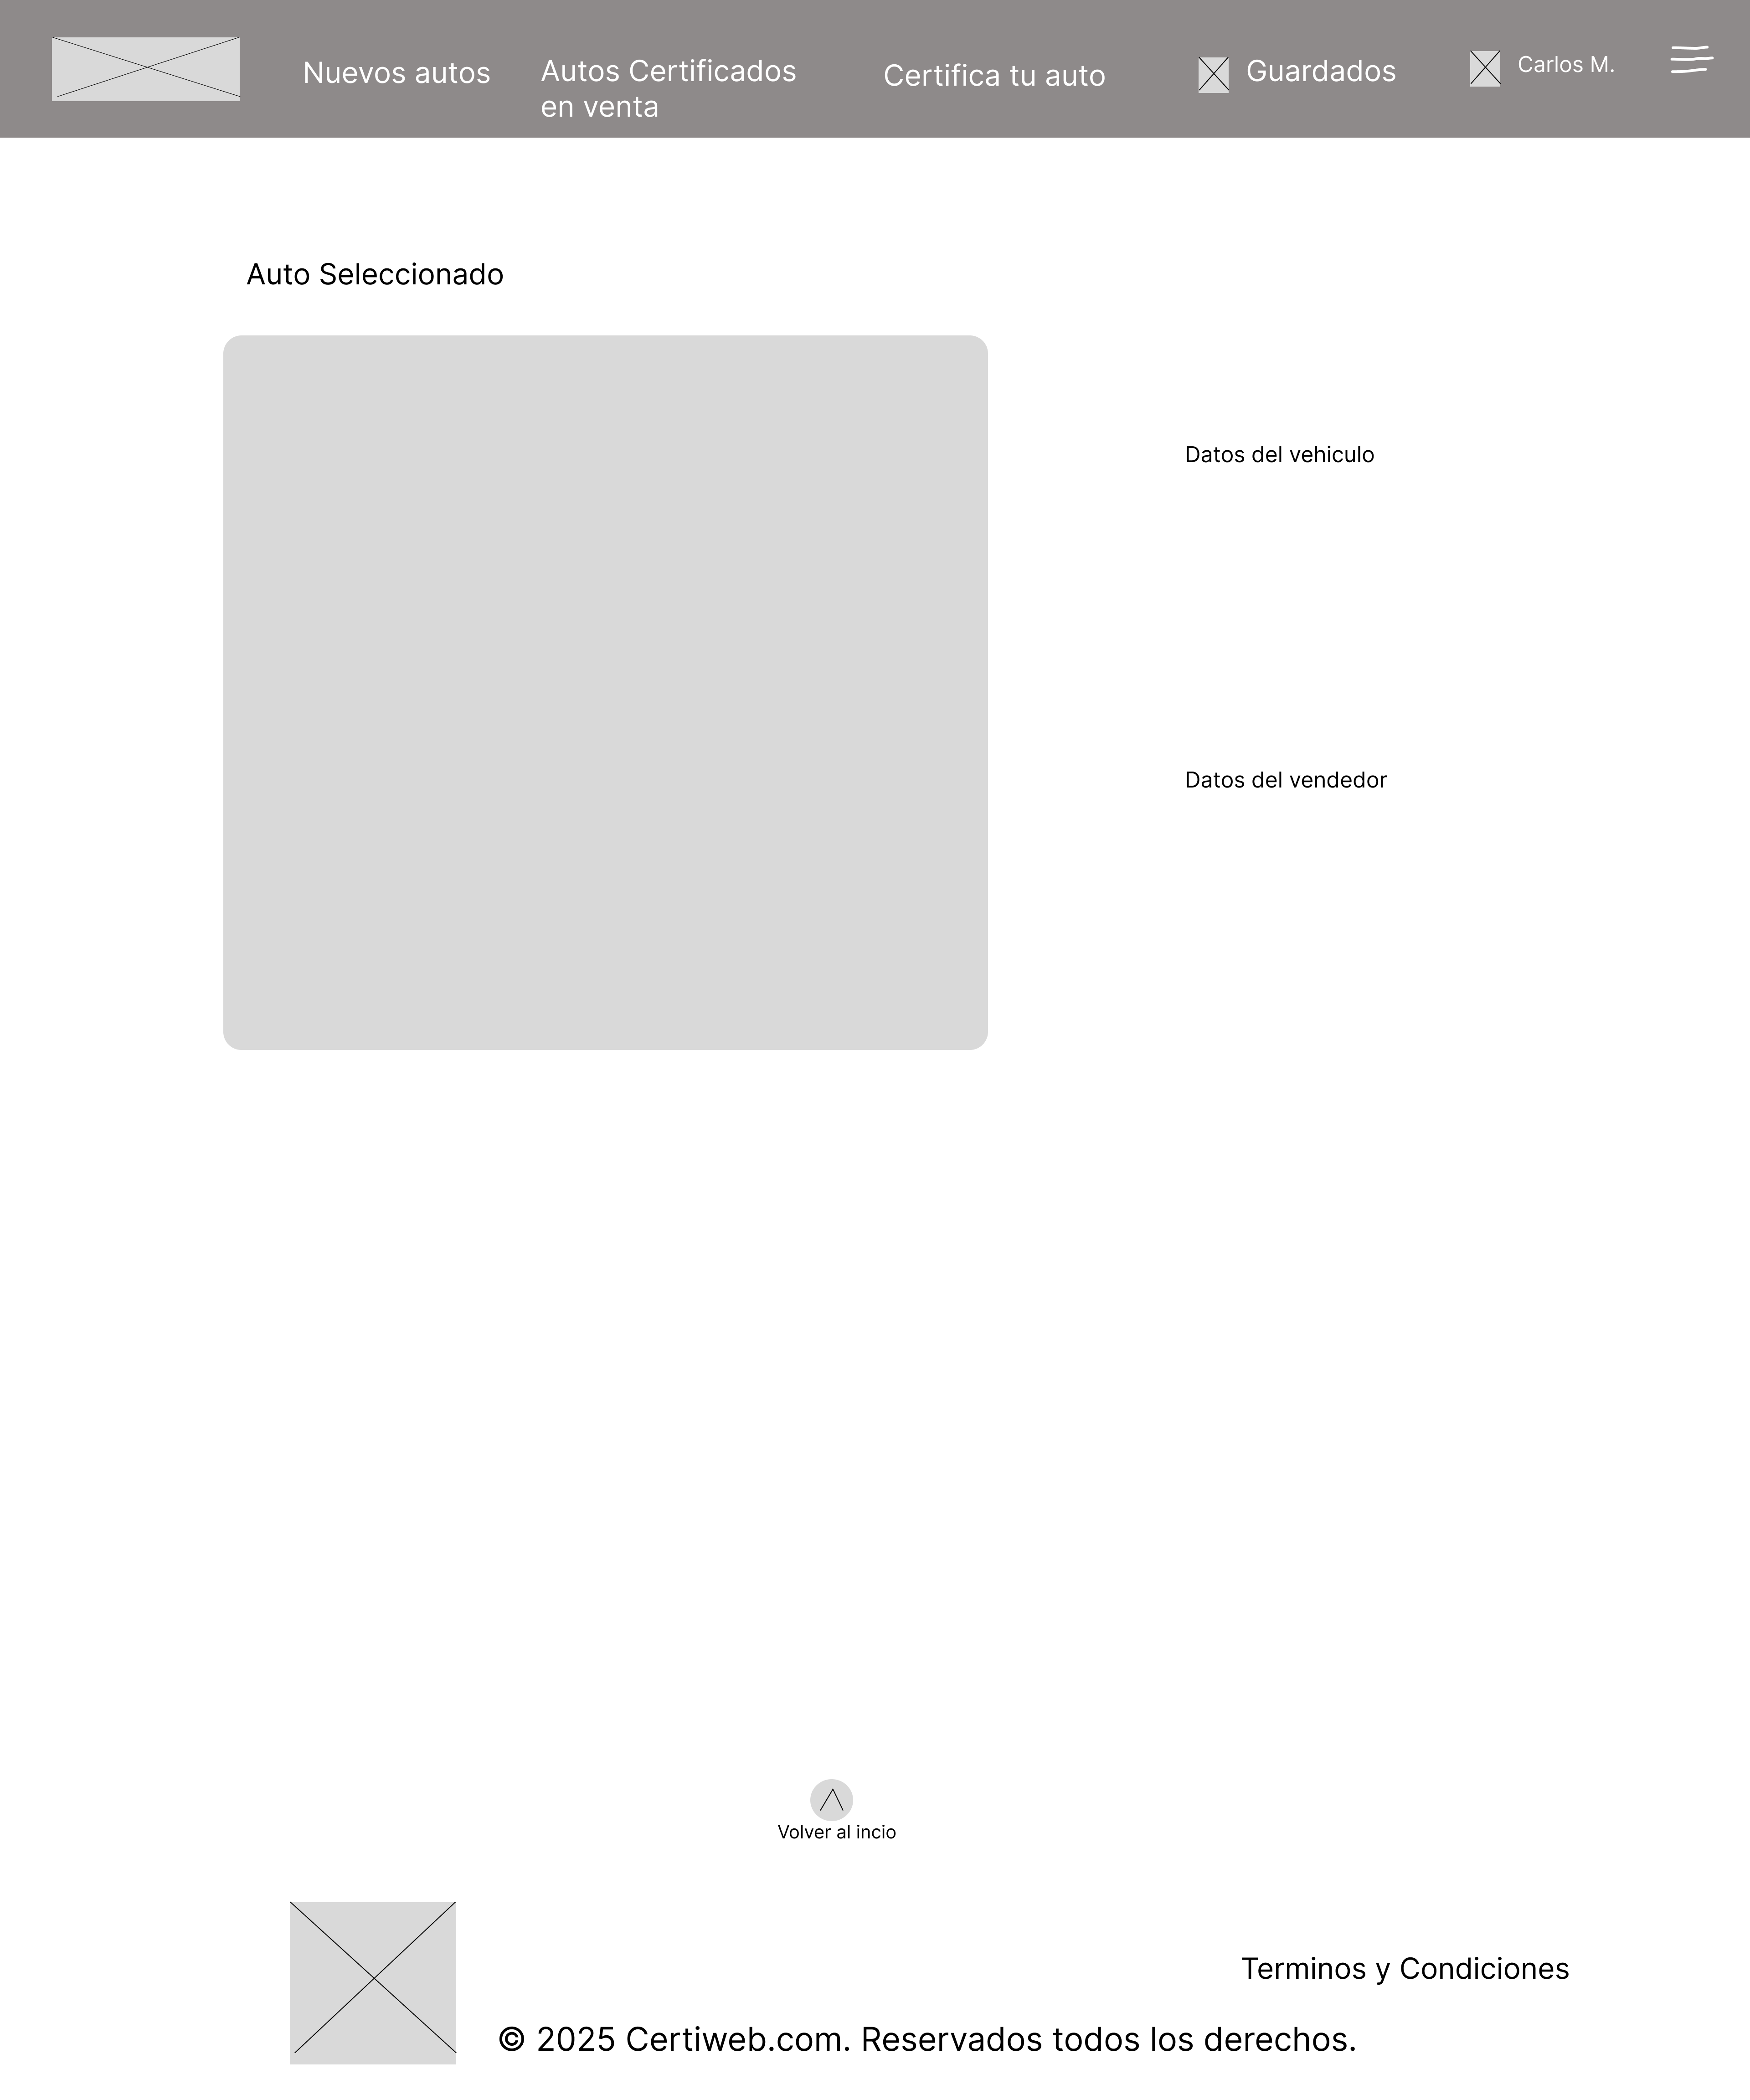 Nuevos autos
Autos Certificados
en venta
Certifica tu auto
Guardados
Carlos M.
Auto Seleccionado
Datos del vehiculo
Datos del vendedor
Volver al incio
Terminos y Condiciones
© 2025 Certiweb.com. Reservados todos los derechos.